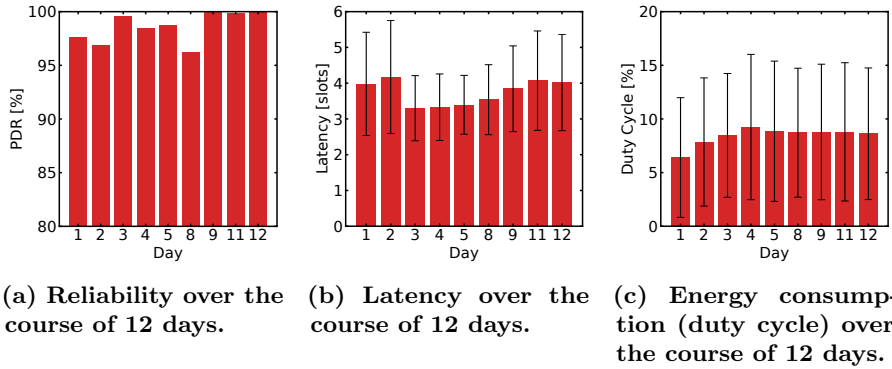 100
95
90
85
80
PDR [%]
1 2 3 4 5 8 9 11 12
Day
(a) Reliability over the
course of 12 days.
6
5
4
3
2
1
0
Latency [slots]
1 2 3 4 5 8 9 11 12
Day
(b) Latency over the
course of 12 days.
20
15
10
5
0
Duty Cycle [%]
1 2 3 4 5 8 9 11 12
Day
(c) Energy consump-
tion (duty cycle) over
the course of 12 days.